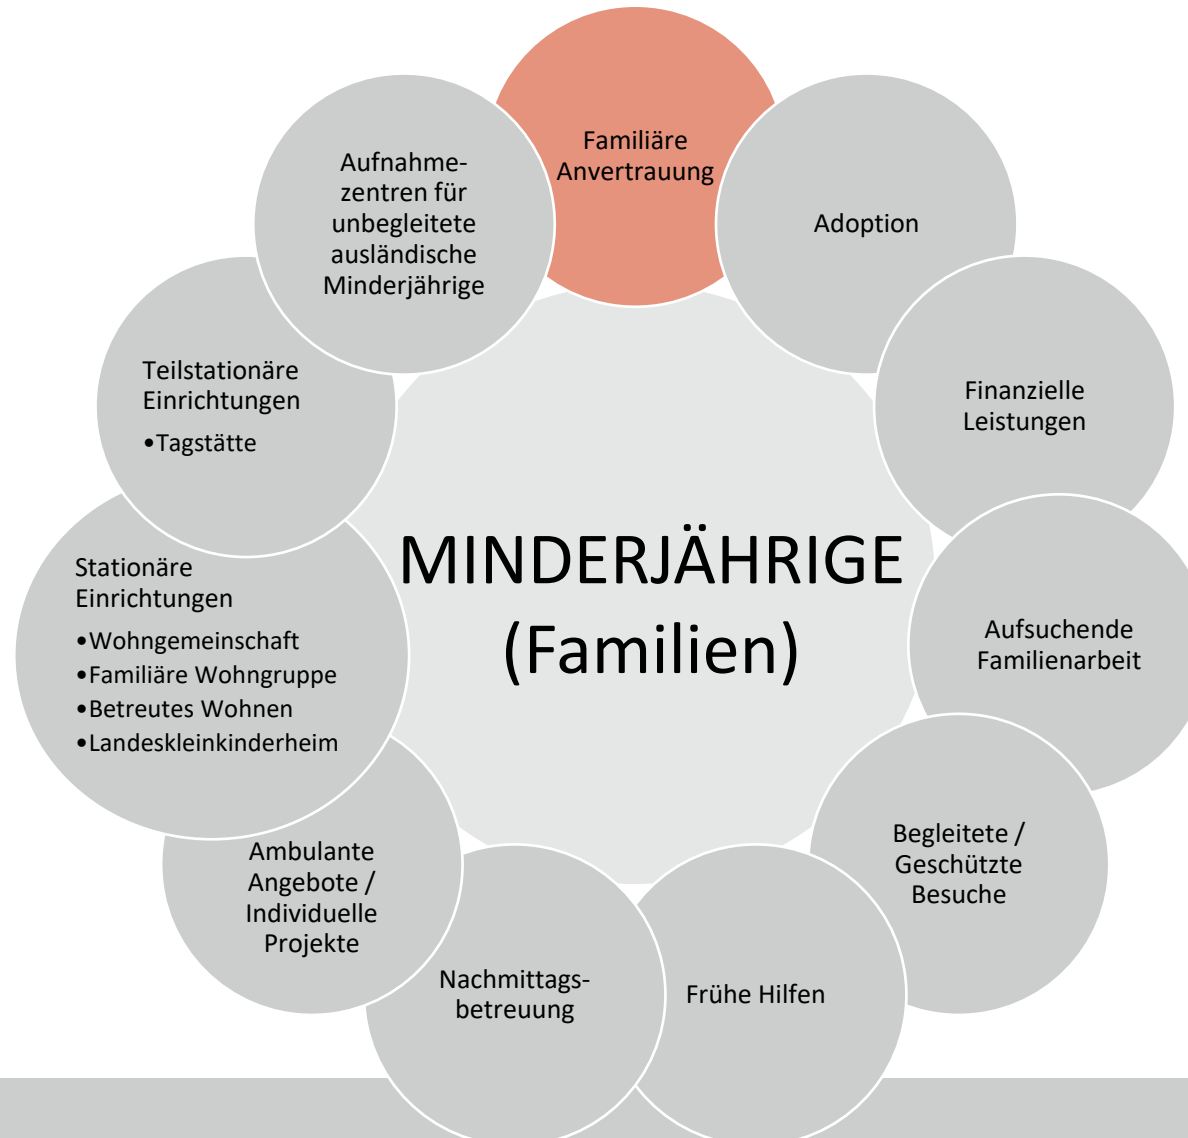 Familiäre
Anvertrauung
Adoption
Finanzielle
Leistungen
Aufsuchende
Familienarbeit
Begleitete /
Geschützte
Besuche
Frühe Hilfen
Nachmittags-
betreuung
Ambulante
Angebote /
Individuelle
Projekte
Stationäre
Einrichtungen
•Wohngemeinschaft
•Familiäre Wohngruppe
•Betreutes Wohnen
•Landeskleinkinderheim
Teilstationäre
Einrichtungen
•Tagstätte
Aufnahme-
zentren für
unbegleitete
ausländische
Minderjährige
MINDERJÄHRIGE
(Familien)